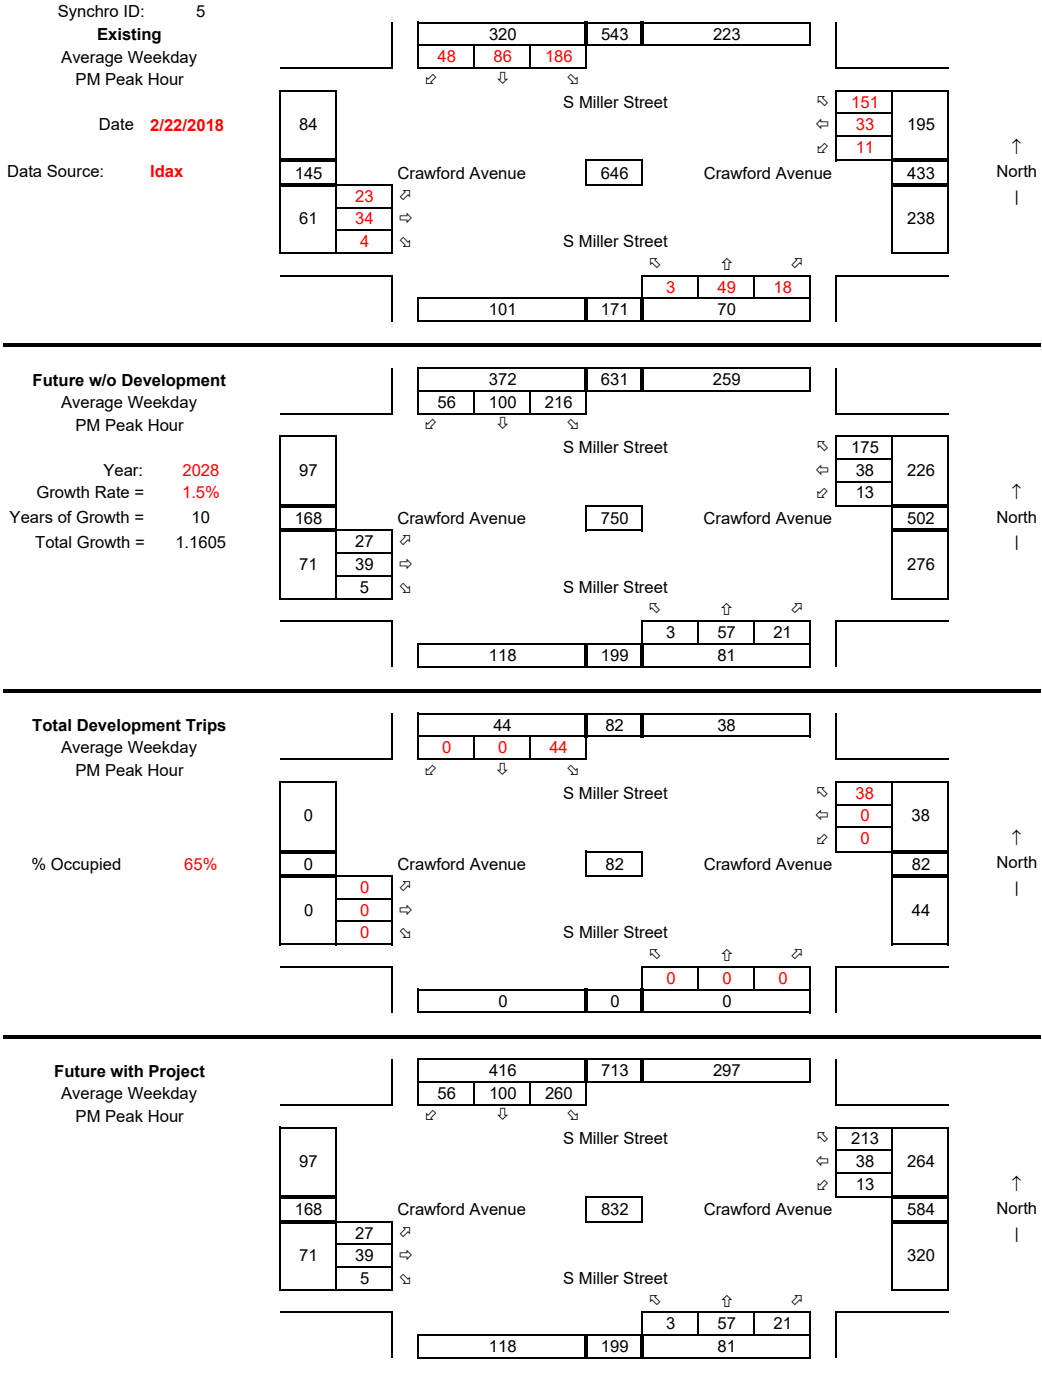 Synchro ID: 5
Existing 320 543 223
Average Weekday 48 86 186
PM Peak Hour ⬃ ⇩ ⬂
S Miller Street ⬁ 151
Date 2/22/2018 84 ⇦ 33 195
⬃ 11 ↑
Data Source: Idax 145 Crawford Avenue 646 Crawford Avenue 433 North
23 ⬀ |
61 34 ⇨ 238
4 ⬂ S Miller Street
⬁ ⇧ ⬀
3 49 18
101 171 70
Future w/o Development 372 631 259
Average Weekday 56 100 216
PM Peak Hour ⬃ ⇩ ⬂
S Miller Street ⬁ 175
Year: 2028 97 ⇦ 38 226
Growth Rate = 1.5% ⬃ 13 ↑
Years of Growth = 10 168 Crawford Avenue 750 Crawford Avenue 502 North
Total Growth = 1.1605 27 ⬀ |
71 39 ⇨ 276
5 ⬂ S Miller Street
⬁ ⇧ ⬀
3 57 21
118 199 81
Total Development Trips 44 82 38
Average Weekday 0 0 44
PM Peak Hour ⬃ ⇩ ⬂
S Miller Street ⬁ 38
0 ⇦ 0 38
⬃ 0 ↑
% Occupied 65% 0 Crawford Avenue 82 Crawford Avenue 82 North
0 ⬀ |
0 0 ⇨ 44
0 ⬂ S Miller Street
⬁ ⇧ ⬀
0 0 0
0 0 0
Future with Project 416 713 297
Average Weekday 56 100 260
PM Peak Hour ⬃ ⇩ ⬂
S Miller Street ⬁ 213
97 ⇦ 38 264
⬃ 13 ↑
168 Crawford Avenue 832 Crawford Avenue 584 North
27 ⬀ |
71 39 ⇨ 320
5 ⬂ S Miller Street
⬁ ⇧ ⬀
3 57 21
118 199 81